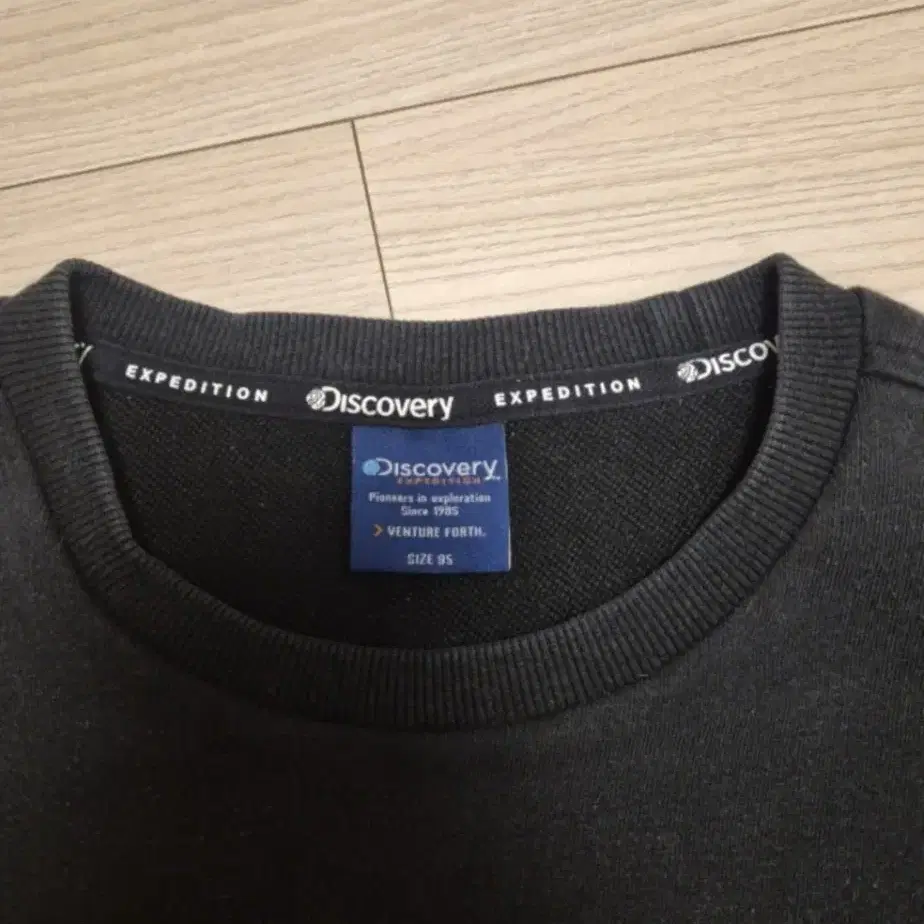 EXPEDITION DISCOVERY EXPEDITION DISCOV
DISCOVERY
EXPEDITION
Pioneers in exploration
Since 1985
> VENTURE FORTH.
SIZE 95